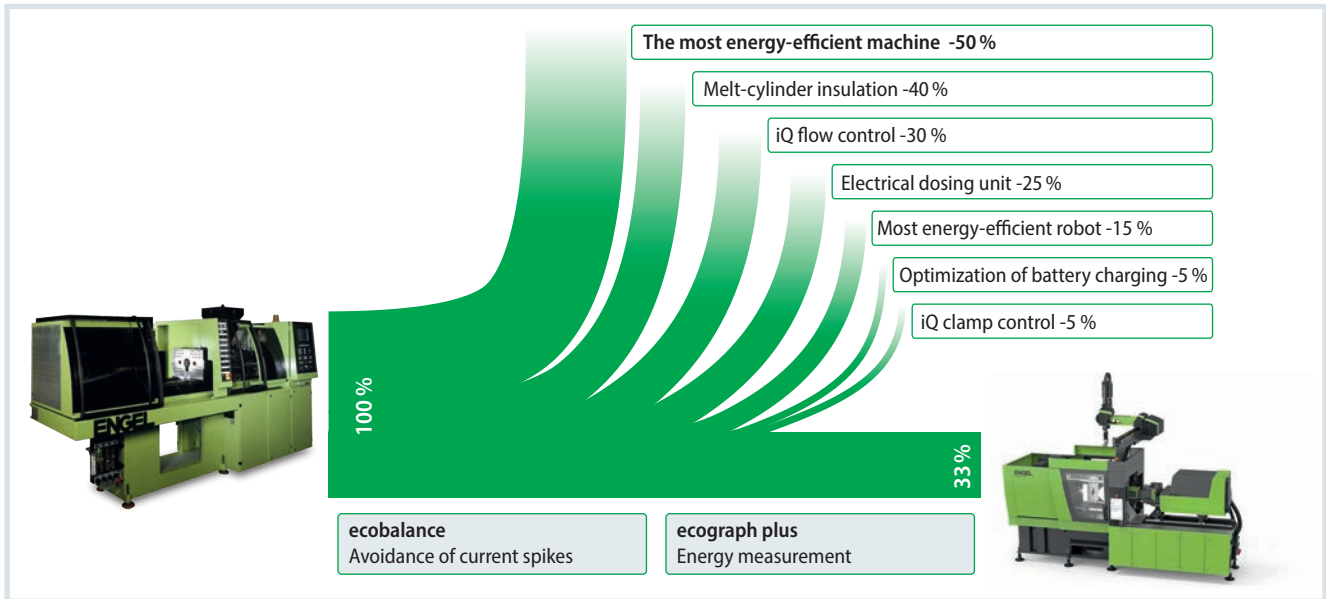 The most energy-efficient machine -50 %
Melt-cylinder insulation -40 %
iQ flow control -30 %
Electrical dosing unit -25 %
Most energy-efficient robot -15 %
Optimization of battery charging -5 %
iQ clamp control -5 %
100 %
33 %
ENGEL
ENGEL
ecobalance
Avoidance of current spikes
ecograph plus
Energy measurement